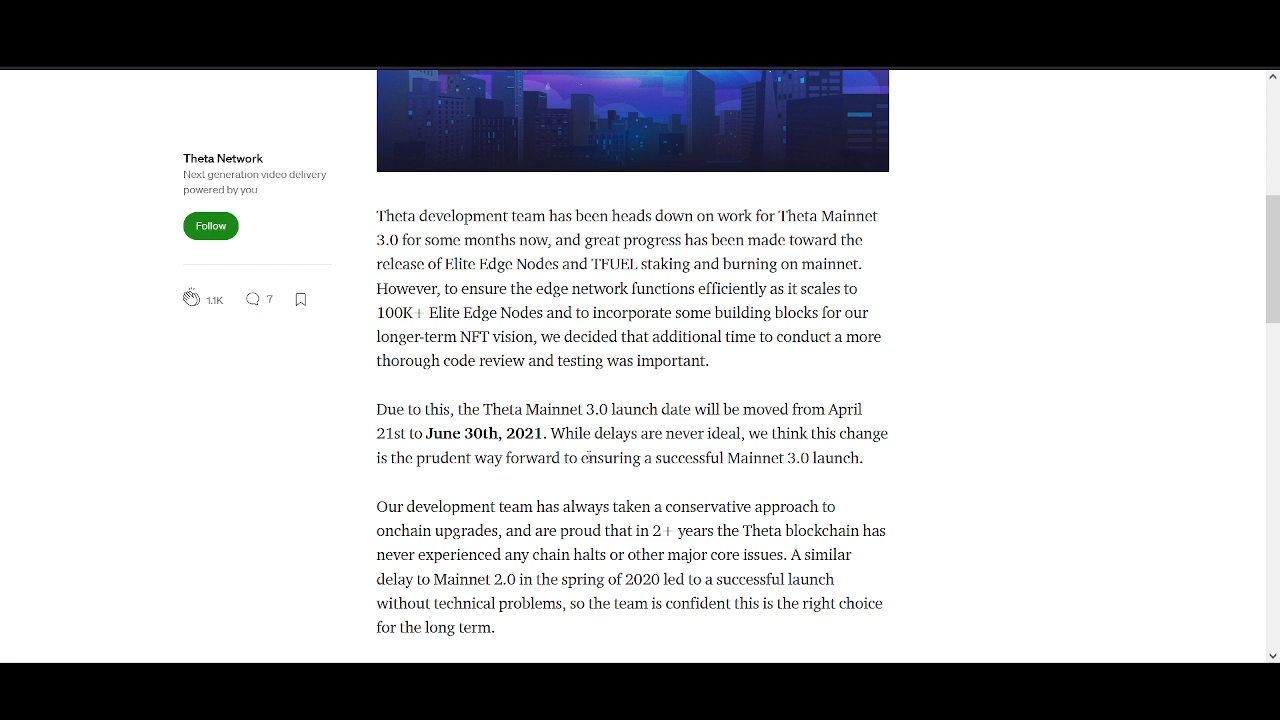 Theta Network
Next generation video delivery
powered by you
Follow
1.1K
7
Theta development team has been heads down on work for Theta Mainnet
3.0 for some months now, and great progress has been made toward the
release of Elite Edge Nodes and TFUEL staking and burning on mainnet.
However, to ensure the edge network functions efficiently as it scales to
100K+ Elite Edge Nodes and to incorporate some building blocks for our
longer-term NFT vision, we decided that additional time to conduct a more
thorough code review and testing was important.
Due to this, the Theta Mainnet 3.0 launch date will be moved from April
21st to June 30th, 2021. While delays are never ideal, we think this change
is the prudent way forward to ensuring a successful Mainnet 3.0 launch.
Our development team has always taken a conservative approach to
onchain upgrades, and are proud that in 2+ years the Theta blockchain has
never experienced any chain halts or other major core issues. A similar
delay to Mainnet 2.0 in the spring of 2020 led to a successful launch
without technical problems, so the team is confident this is the right choice
for the long term.